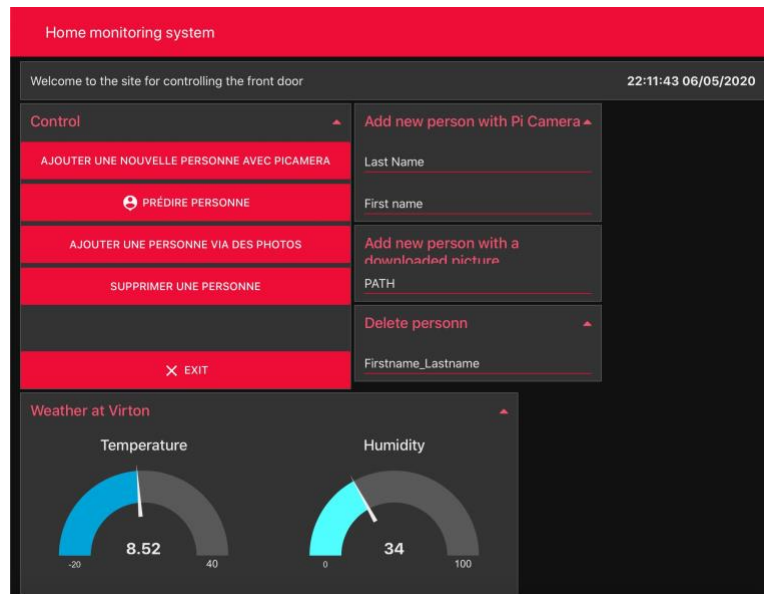 Home monitoring system
Welcome to the site for controlling the front door
22:11:43 06/05/2020
Control
AJOUTER UNE NOUVELLE PERSONNE AVEC PICAMERA
PRÉDIRE PERSONNE
AJOUTER UNE PERSONNE VIA DES PHOTOS
SUPPRIMER UNE PERSONNE
EXIT
Add new person with Pi Camera
Last Name
First name
Add new person with a
downloaded picture
PATH
Delete personn
Firstname_Lastname
Weather at Virton
Temperature
8.52
-20
40
Humidity
34
0
100